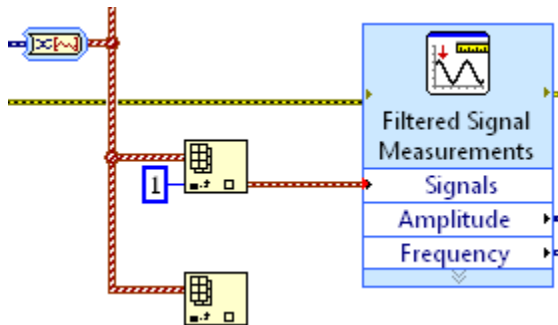 Filtered Signal
Measurements
1
Signals
Amplitude
Frequency